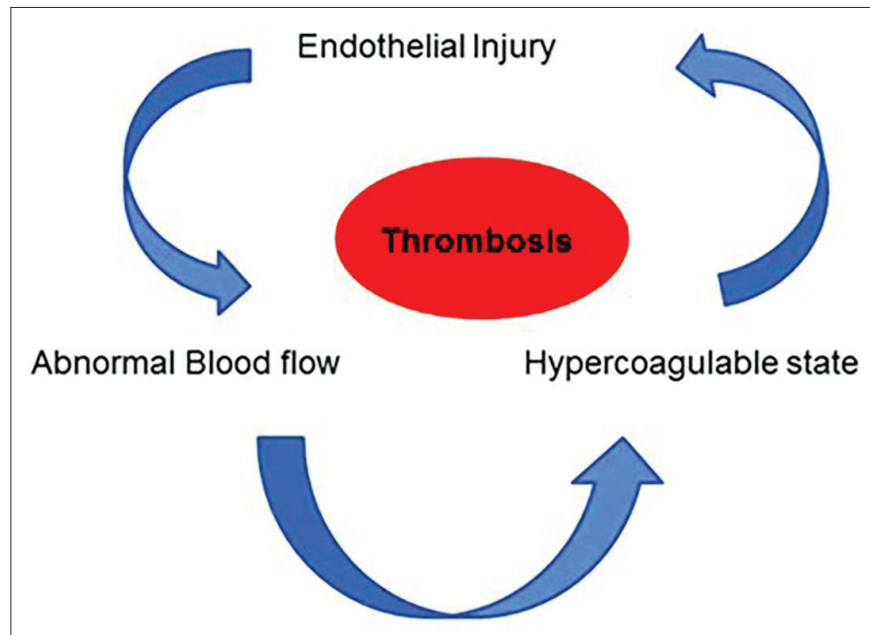 Endothelial Injury
Thrombosis
Abnormal Blood flow
Hypercoagulable state